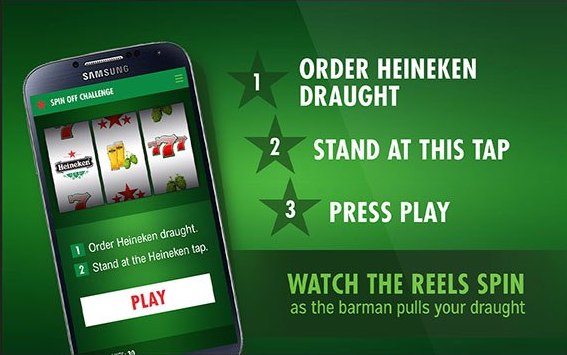 SAMSUNG
SPIN OFF CHALLENGE
Heineken
1 Order Heineken draught.
2 Stand at the Heineken tap.
PLAY
1 ORDER HEINEKEN
DRAUGHT
2 STAND AT THIS TAP
3 PRESS PLAY
WATCH THE REELS SPIN
as the barman pulls your draught